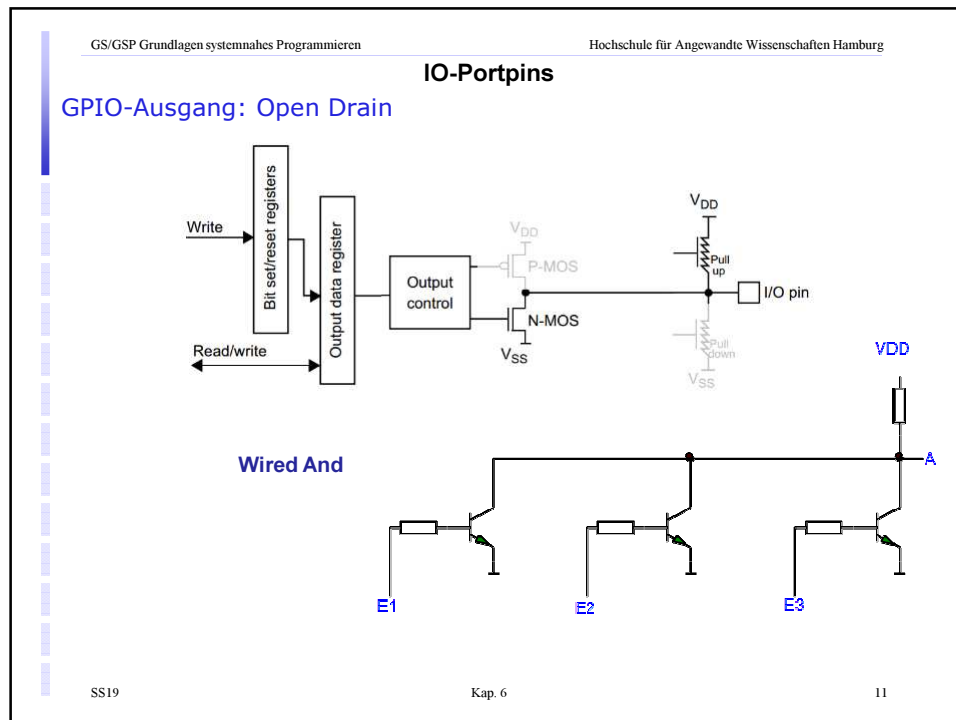 GS/GSP Grundlagen systemnahes Programmieren
Hochschule für Angewandte Wissenschaften Hamburg
IO-Portpins
GPIO-Ausgang: Open Drain
Write
Bit set/reset registers
Read/write
Output data register
Output
control
VDD
P-MOS
N-MOS
VSS
VDD
Pull
up
I/O pin
Pull
down
VSS
VDD
Wired And
A
E1
E2
E3
SS19
Kap. 6
11